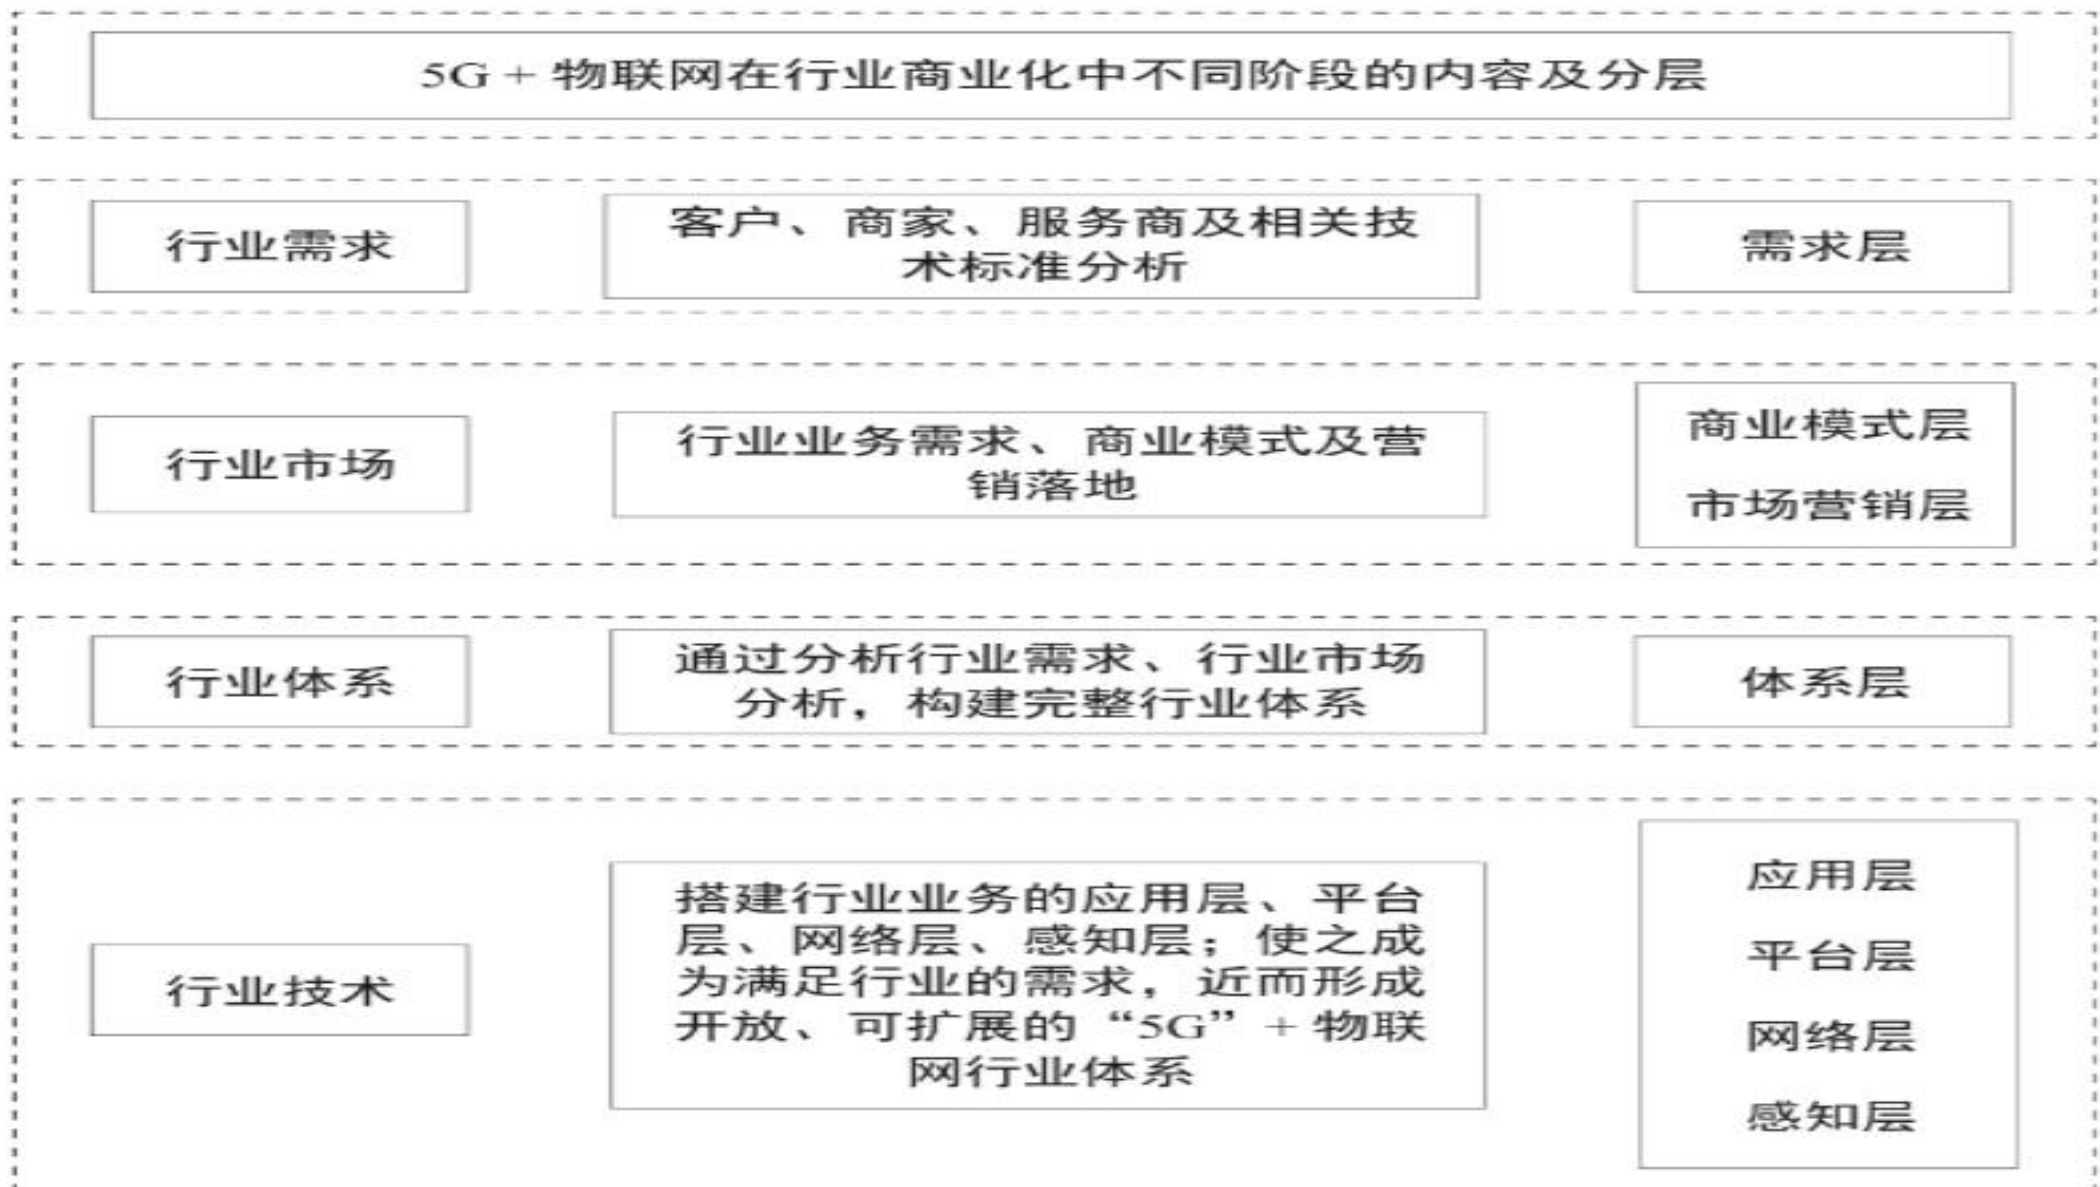 5G + 物联网在行业商业化中不同阶段的内容及分层
行业需求
客户、商家、服务商及相关技
术标准分析
需求层
行业市场
行业业务需求、商业模式及营
销落地
商业模式层
市场营销层
行业体系
通过分析行业需求、行业市场
分析，构建完整行业体系
体系层
行业技术
搭建行业业务的应用层、平台
层、网络层、感知层；使之成
为满足行业的需求，近而形成
开放、可扩展的“5G”+ 物联
网行业体系
应用层
平台层
网络层
感知层